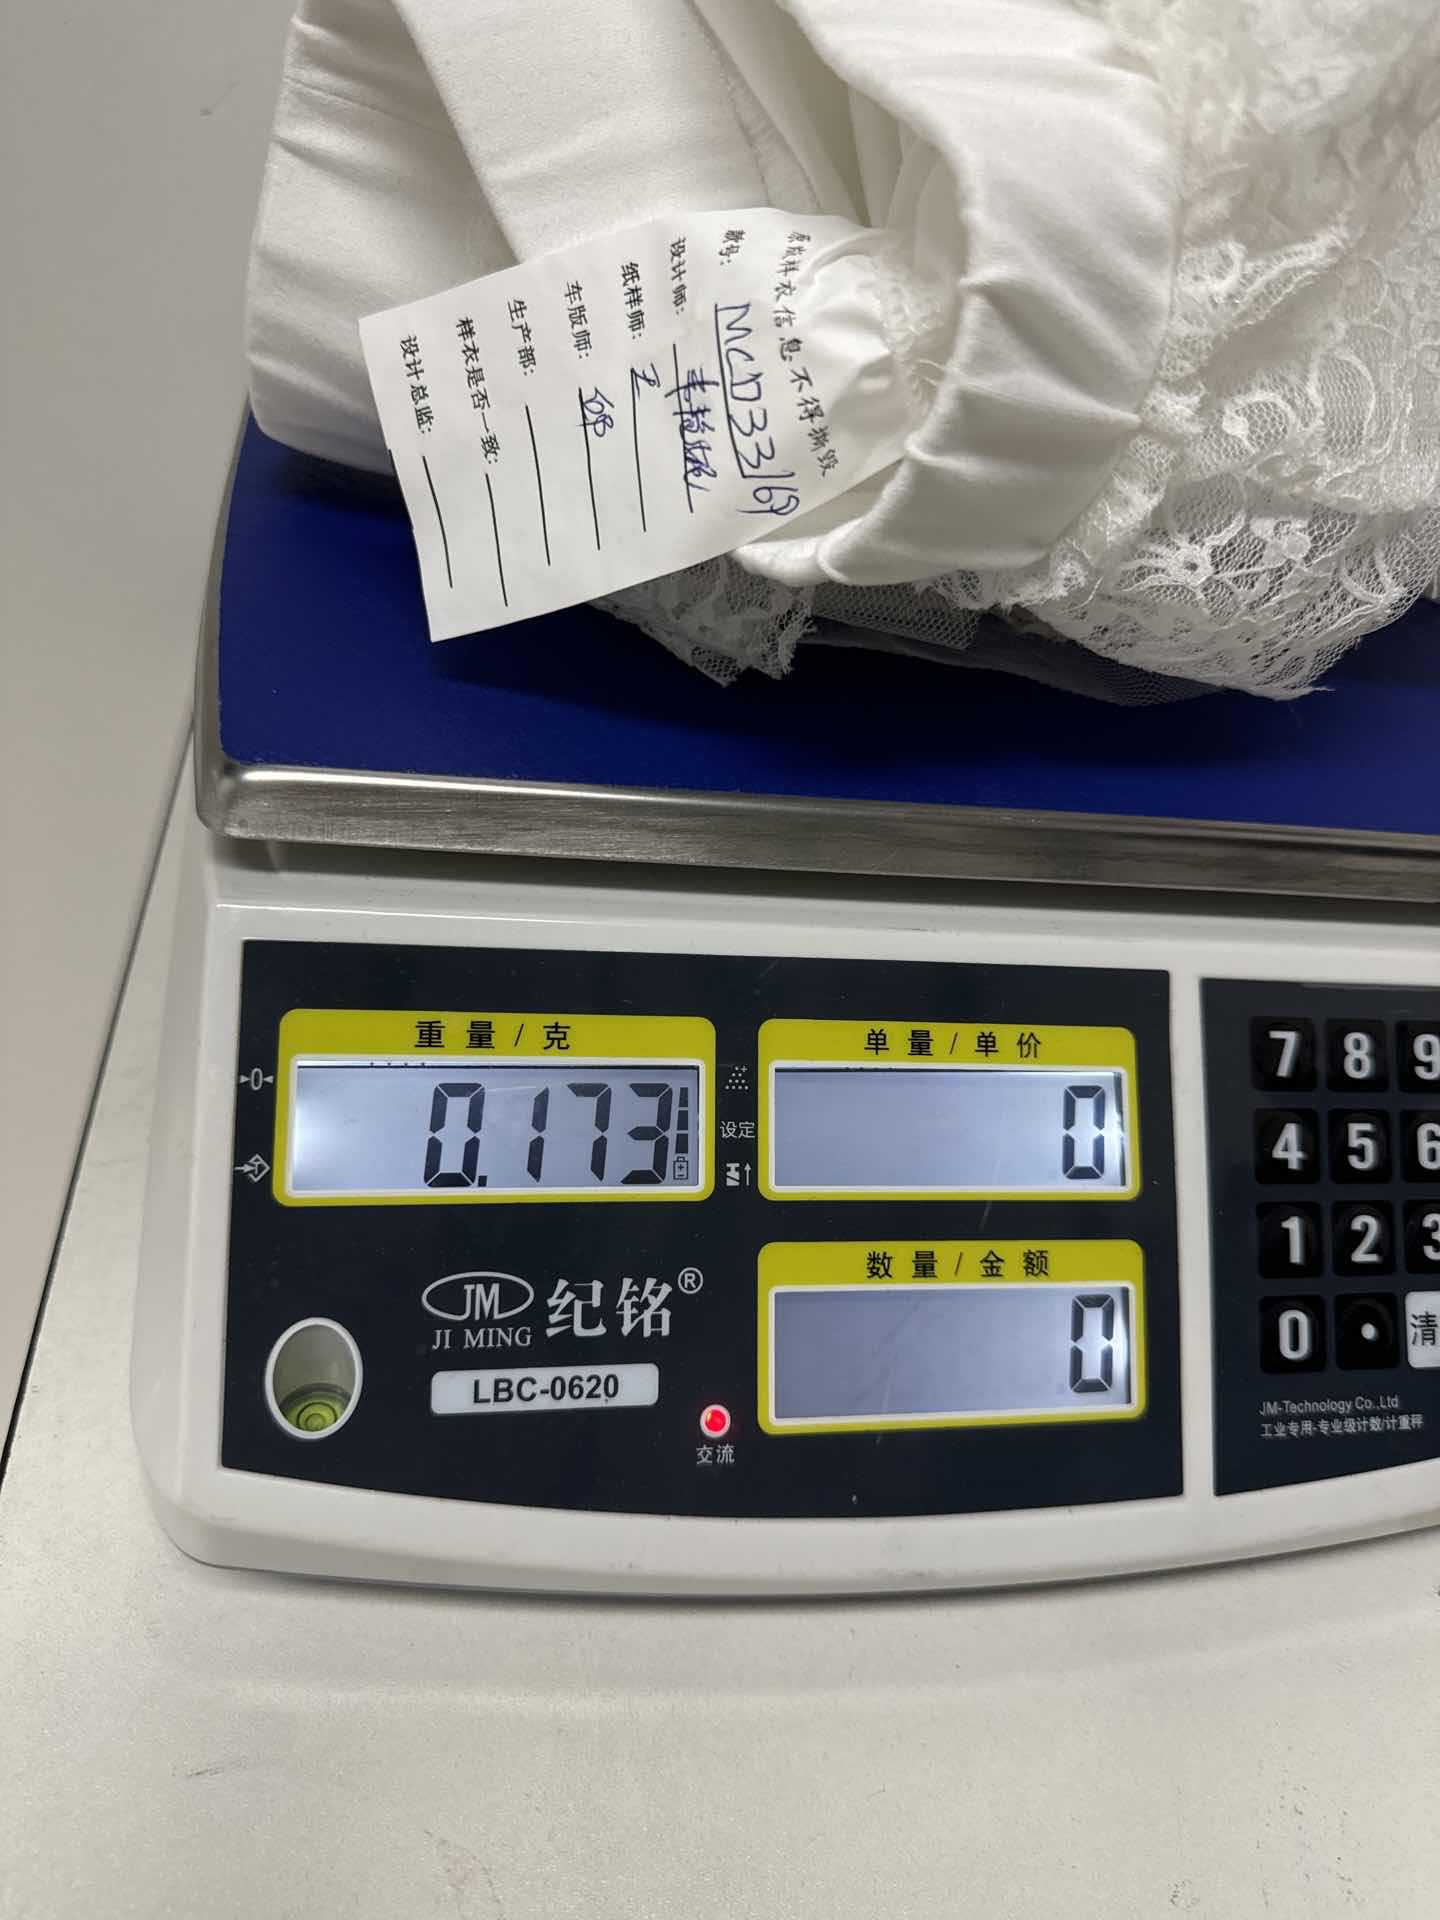 原版样衣信息不得撕毁
款号: MCD33169
设计师:
纸样师:
车版师:
生产部:
样衣是否一致:
设计总监:
重量/克
0.173
单量/单价
0
设定
数量/金额
0
JM
JI MING
纪铭®
LBC-0620
交流
7 8 9
4 5 6
1 2 3
0 . 清
JM-Technology Co.,Ltd
工业专用-专业级计数/计重秤